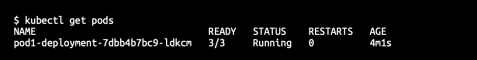 $ kubectl get pods
NAME                               READY   STATUS    RESTARTS   AGE
pod1-deployment-7dbb4b7bc9-ldkcm   3/3     Running   0          4m1s